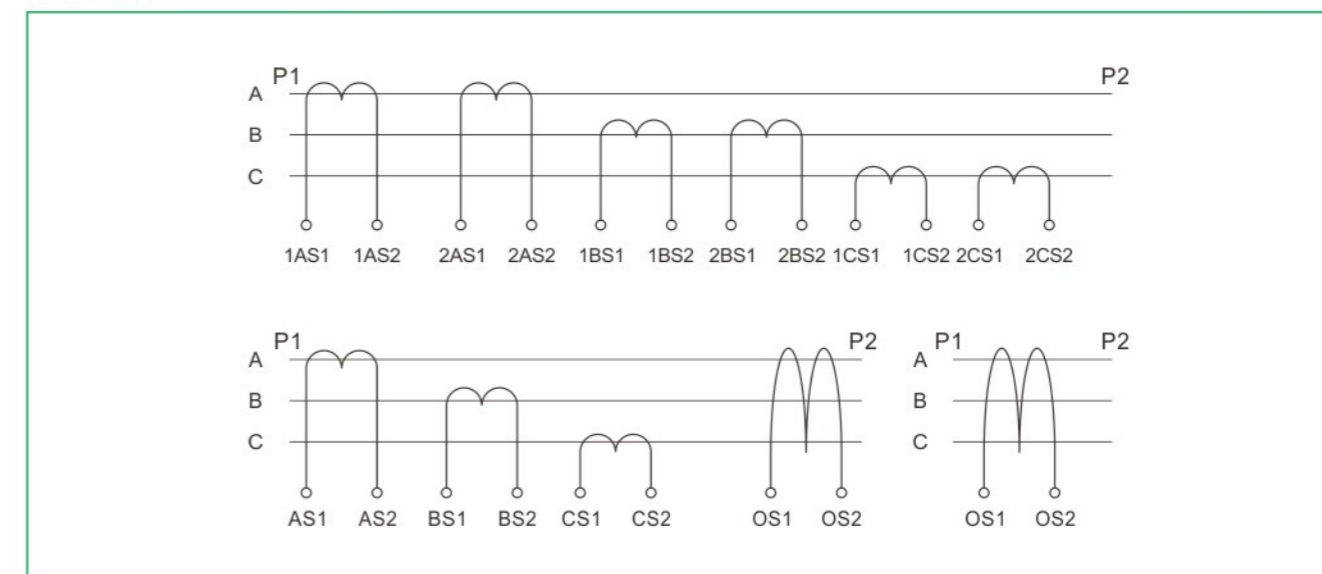 P1 P2
A
B
C
1AS1 1AS2 2AS1 2AS2 1BS1 1BS2 2BS1 2BS2 1CS1 1CS2 2CS1 2CS2
P1 P2 P1 P2
A A
B B
C C
AS1 AS2 BS1 BS2 CS1 CS2 OS1 OS2 OS1 OS2